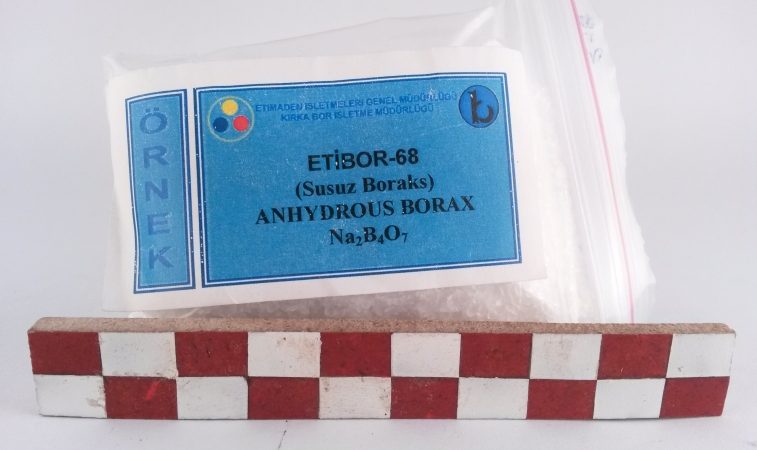 ÖRNEK
ETİMADEN İŞLETMELERİ GENEL MÜDÜRLÜĞÜ
KIRKA BOR İŞLETME MÜDÜRLÜĞÜ
ETİBOR-68
(Susuz Boraks)
ANHYDROUS BORAX
Na₂B₄O₇